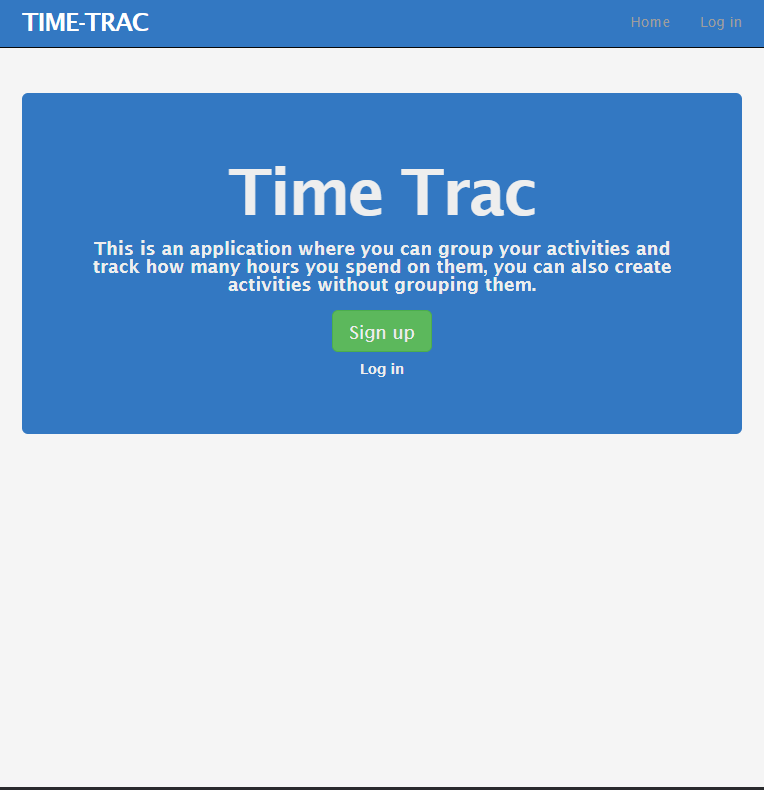 TIME-TRAC
Home
Log in
Time Trac
This is an application where you can group your activities and
track how many hours you spend on them, you can also create
activities without grouping them.
Sign up
Log in